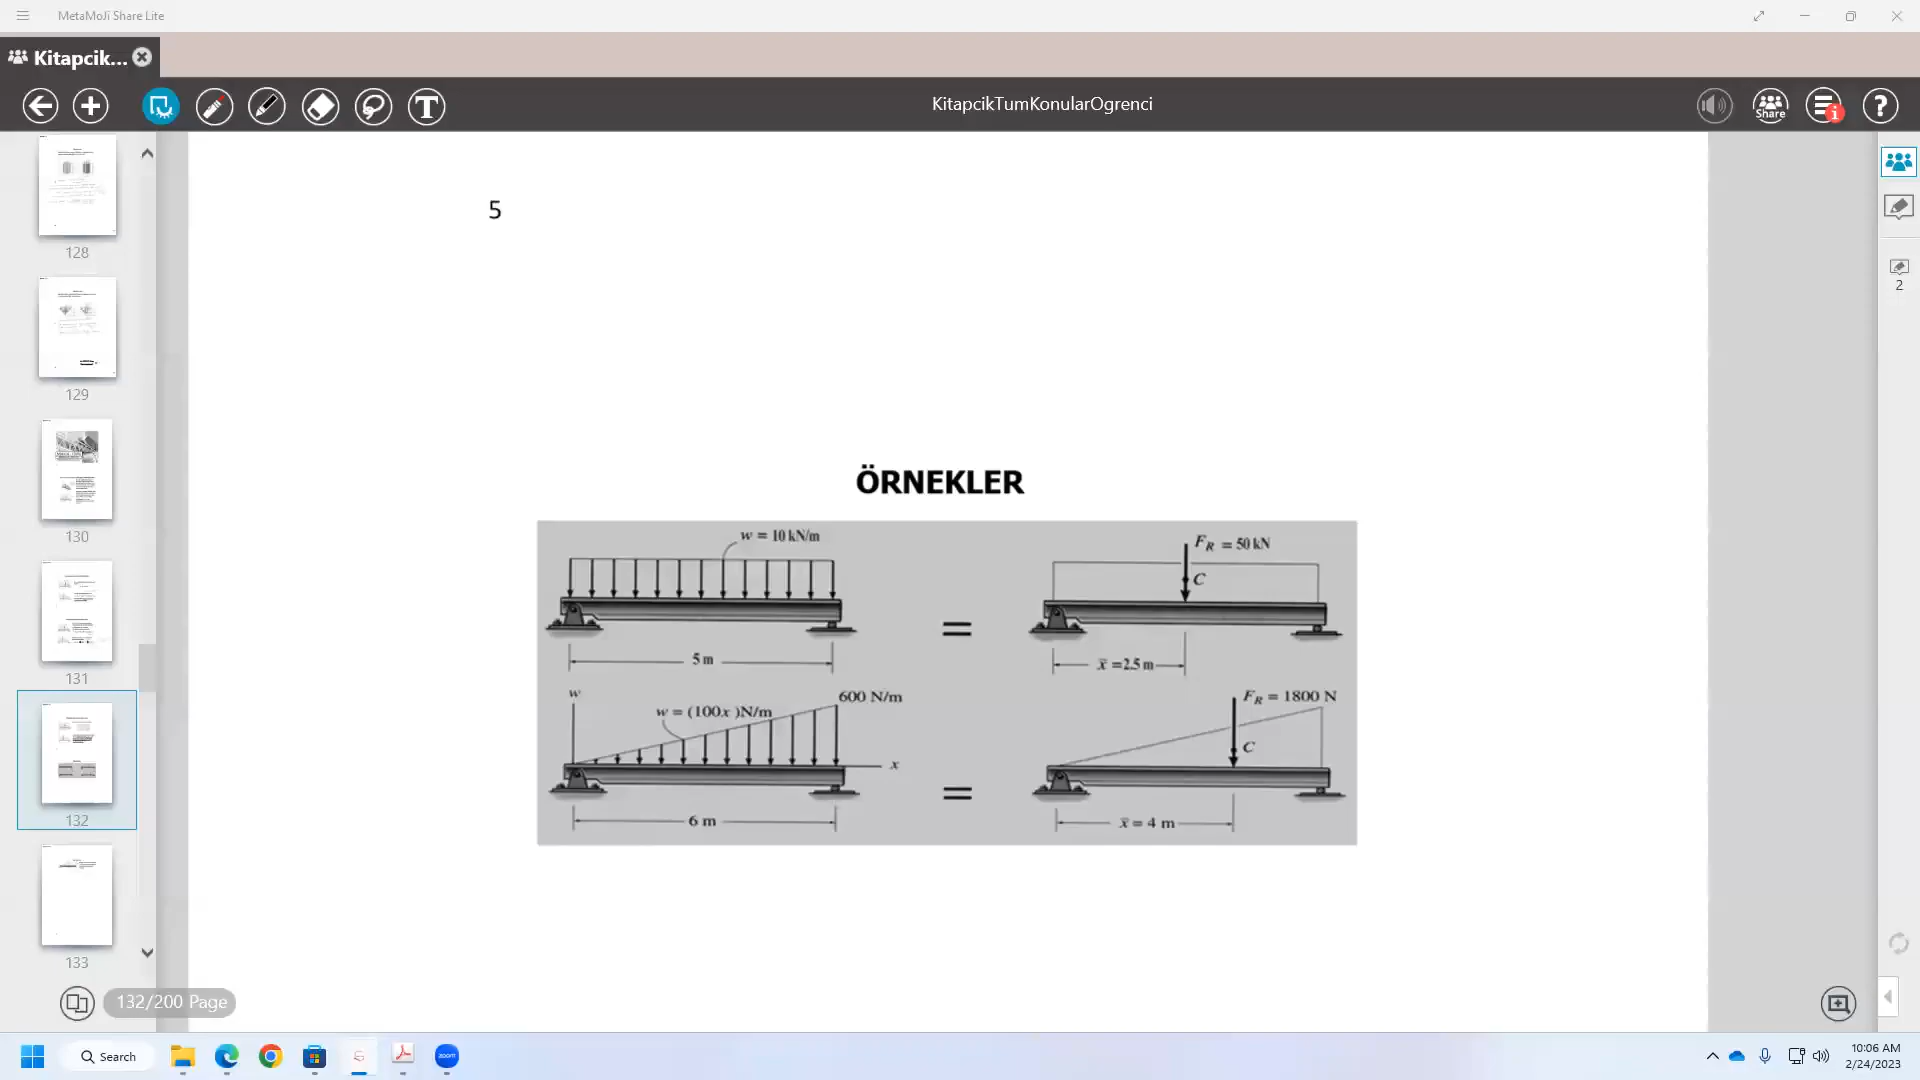 MetaMoJi Share Lite
Kitapcik...
KitapcikTumKonularOgrenci
Share
T
i
?
128
129
130
131
132
133
132/200 Page
2
5
ÖRNEKLER
w = 10 kN/m
5 m
=
F_R = 50 kN
C
x̄ =2.5 m
w
w = (100x )N/m
600 N/m
x
6 m
=
F_R = 1800 N
C
x̄ = 4 m
Search
zoom
10:06 AM
2/24/2023